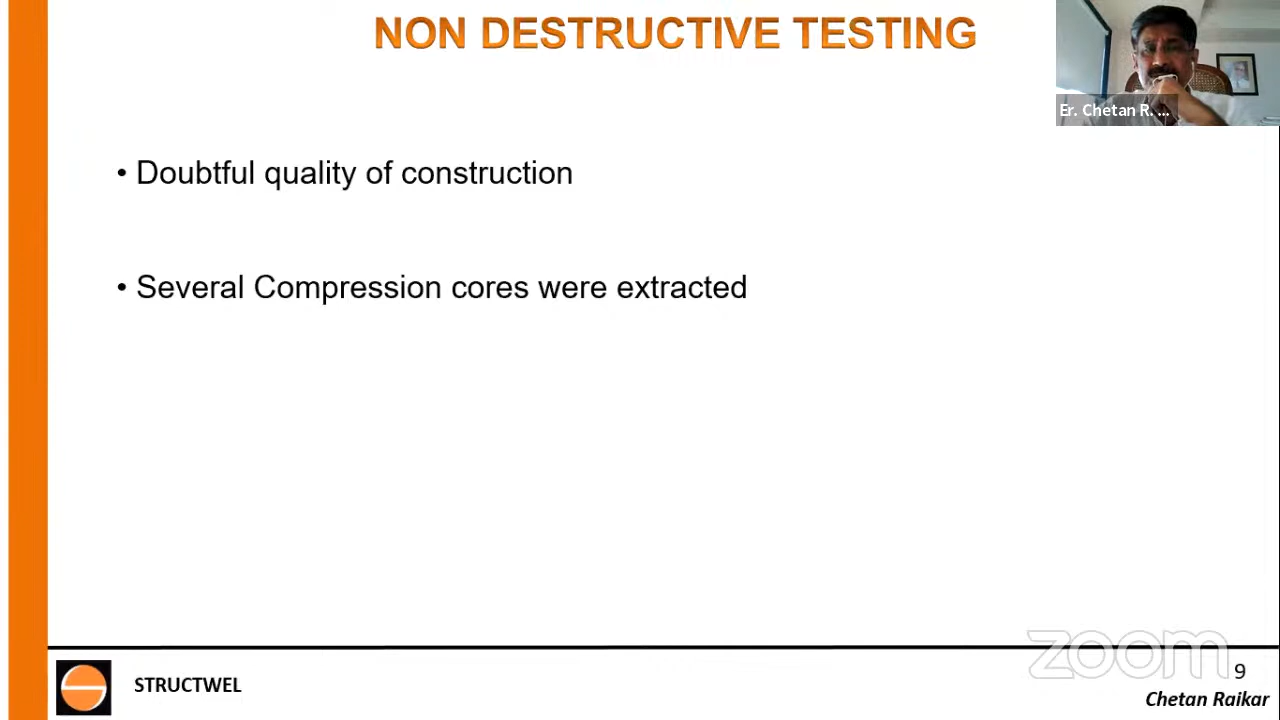 NON DESTRUCTIVE TESTING
Er. Chetan R. ...
• Doubtful quality of construction
• Several Compression cores were extracted
zoom
STRUCTWEL
9
Chetan Raikar